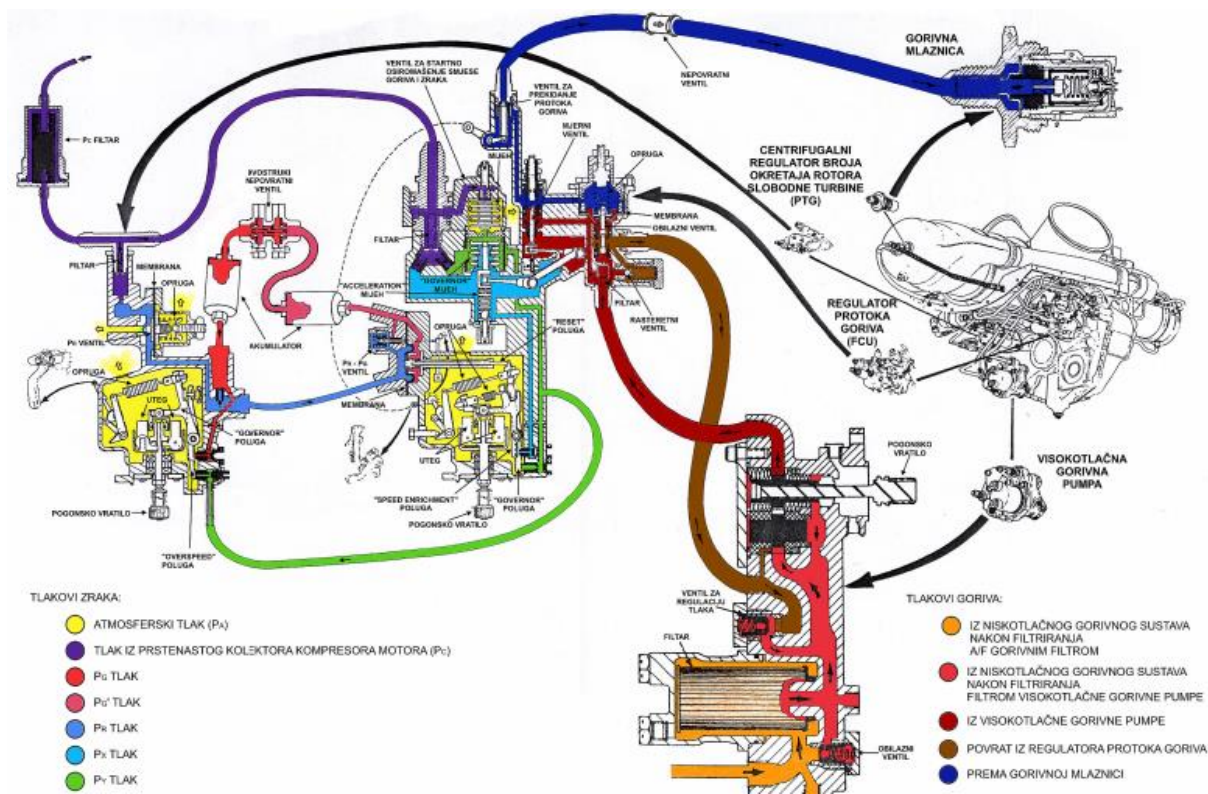 VENTIL ZA
STARTNO
OSIROMAŠENJE SMJESE
GORIVA I ZRAKA
VENTIL ZA
PREKIDANJE
PROTOKA
GORIVA
NEPOVRATNI
VENTIL
GORIVNA
MLAZNICA
Pc FILTAR
MJERNI
VENTIL
MIJEH
OPRUGA
CENTRIFUGALNI
REGULATOR BROJA
OKRETAJA ROTORA
SLOBODNE TURBINE
(PTG)
DVOSTRUKI
NEPOVRATNI
VENTIL
MEMBRANA
OBILAZNI VENTIL
FILTAR
MEMBRANA
OPRUGA
FILTAR
"ACCELERATION"
MIJEH
"GOVERNOR"
MIJEH
FILTAR
RASTERETNI
VENTIL
REGULATOR
PROTOKA
GORIVA
(FCU)
"RESET"
POLUGA
AKUMULATOR
OPRUGA
PR VENTIL
OPRUGA
PR - PG
VENTIL
MEMBRANA
UTEG
"GOVERNOR"
POLUGA
UTEG
"SPEED ENRICHMENT"
POLUGA
"GOVERNOR"
POLUGA
POGONSKO VRATILO
POGONSKO VRATILO
"OVERSPEED"
POLUGA
POGONSKO
VRATILO
VISOKOTLAČNA
GORIVNA
PUMPA
VENTIL ZA
REGULACIJU
TLAKA
FILTAR
OBILAZNI
VENTIL
TLAKOVI ZRAKA:
ATMOSFERSKI TLAK (PA)
TLAK IZ PRSTENASTOG KOLEKTORA KOMPRESORA MOTORA (Pc)
PG TLAK
PG' TLAK
PR TLAK
PX TLAK
PY TLAK
TLAKOVI GORIVA:
IZ NISKOTLAČNOG GORIVNOG SUSTAVA
NAKON FILTRIRANJA
A/F GORIVNIM FILTROM
IZ NISKOTLAČNOG GORIVNOG SUSTAVA
NAKON FILTRIRANJA
FILTROM VISOKOTLAČNE GORIVNE PUMPE
IZ VISOKOTLAČNE GORIVNE PUMPE
POVRAT IZ REGULATORA PROTOKA GORIVA
PREMA GORIVNOJ MLAZNICI